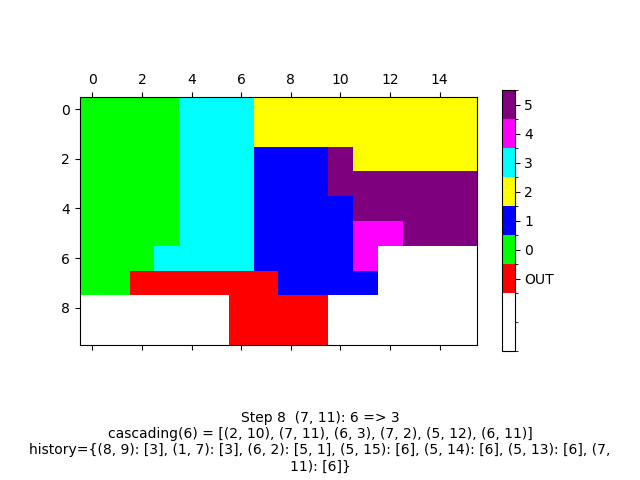 0 2 4 6 8 10 12 14
0
2
4
6
8
5
4
3
2
1
0
OUT
Step 8  (7, 11): 6 => 3
cascading(6) = [(2, 10), (7, 11), (6, 3), (7, 2), (5, 12), (6, 11)]
history={(8, 9): [3], (1, 7): [3], (6, 2): [5, 1], (5, 15): [6], (5, 14): [6], (5, 13): [6], (7,
11): [6]}